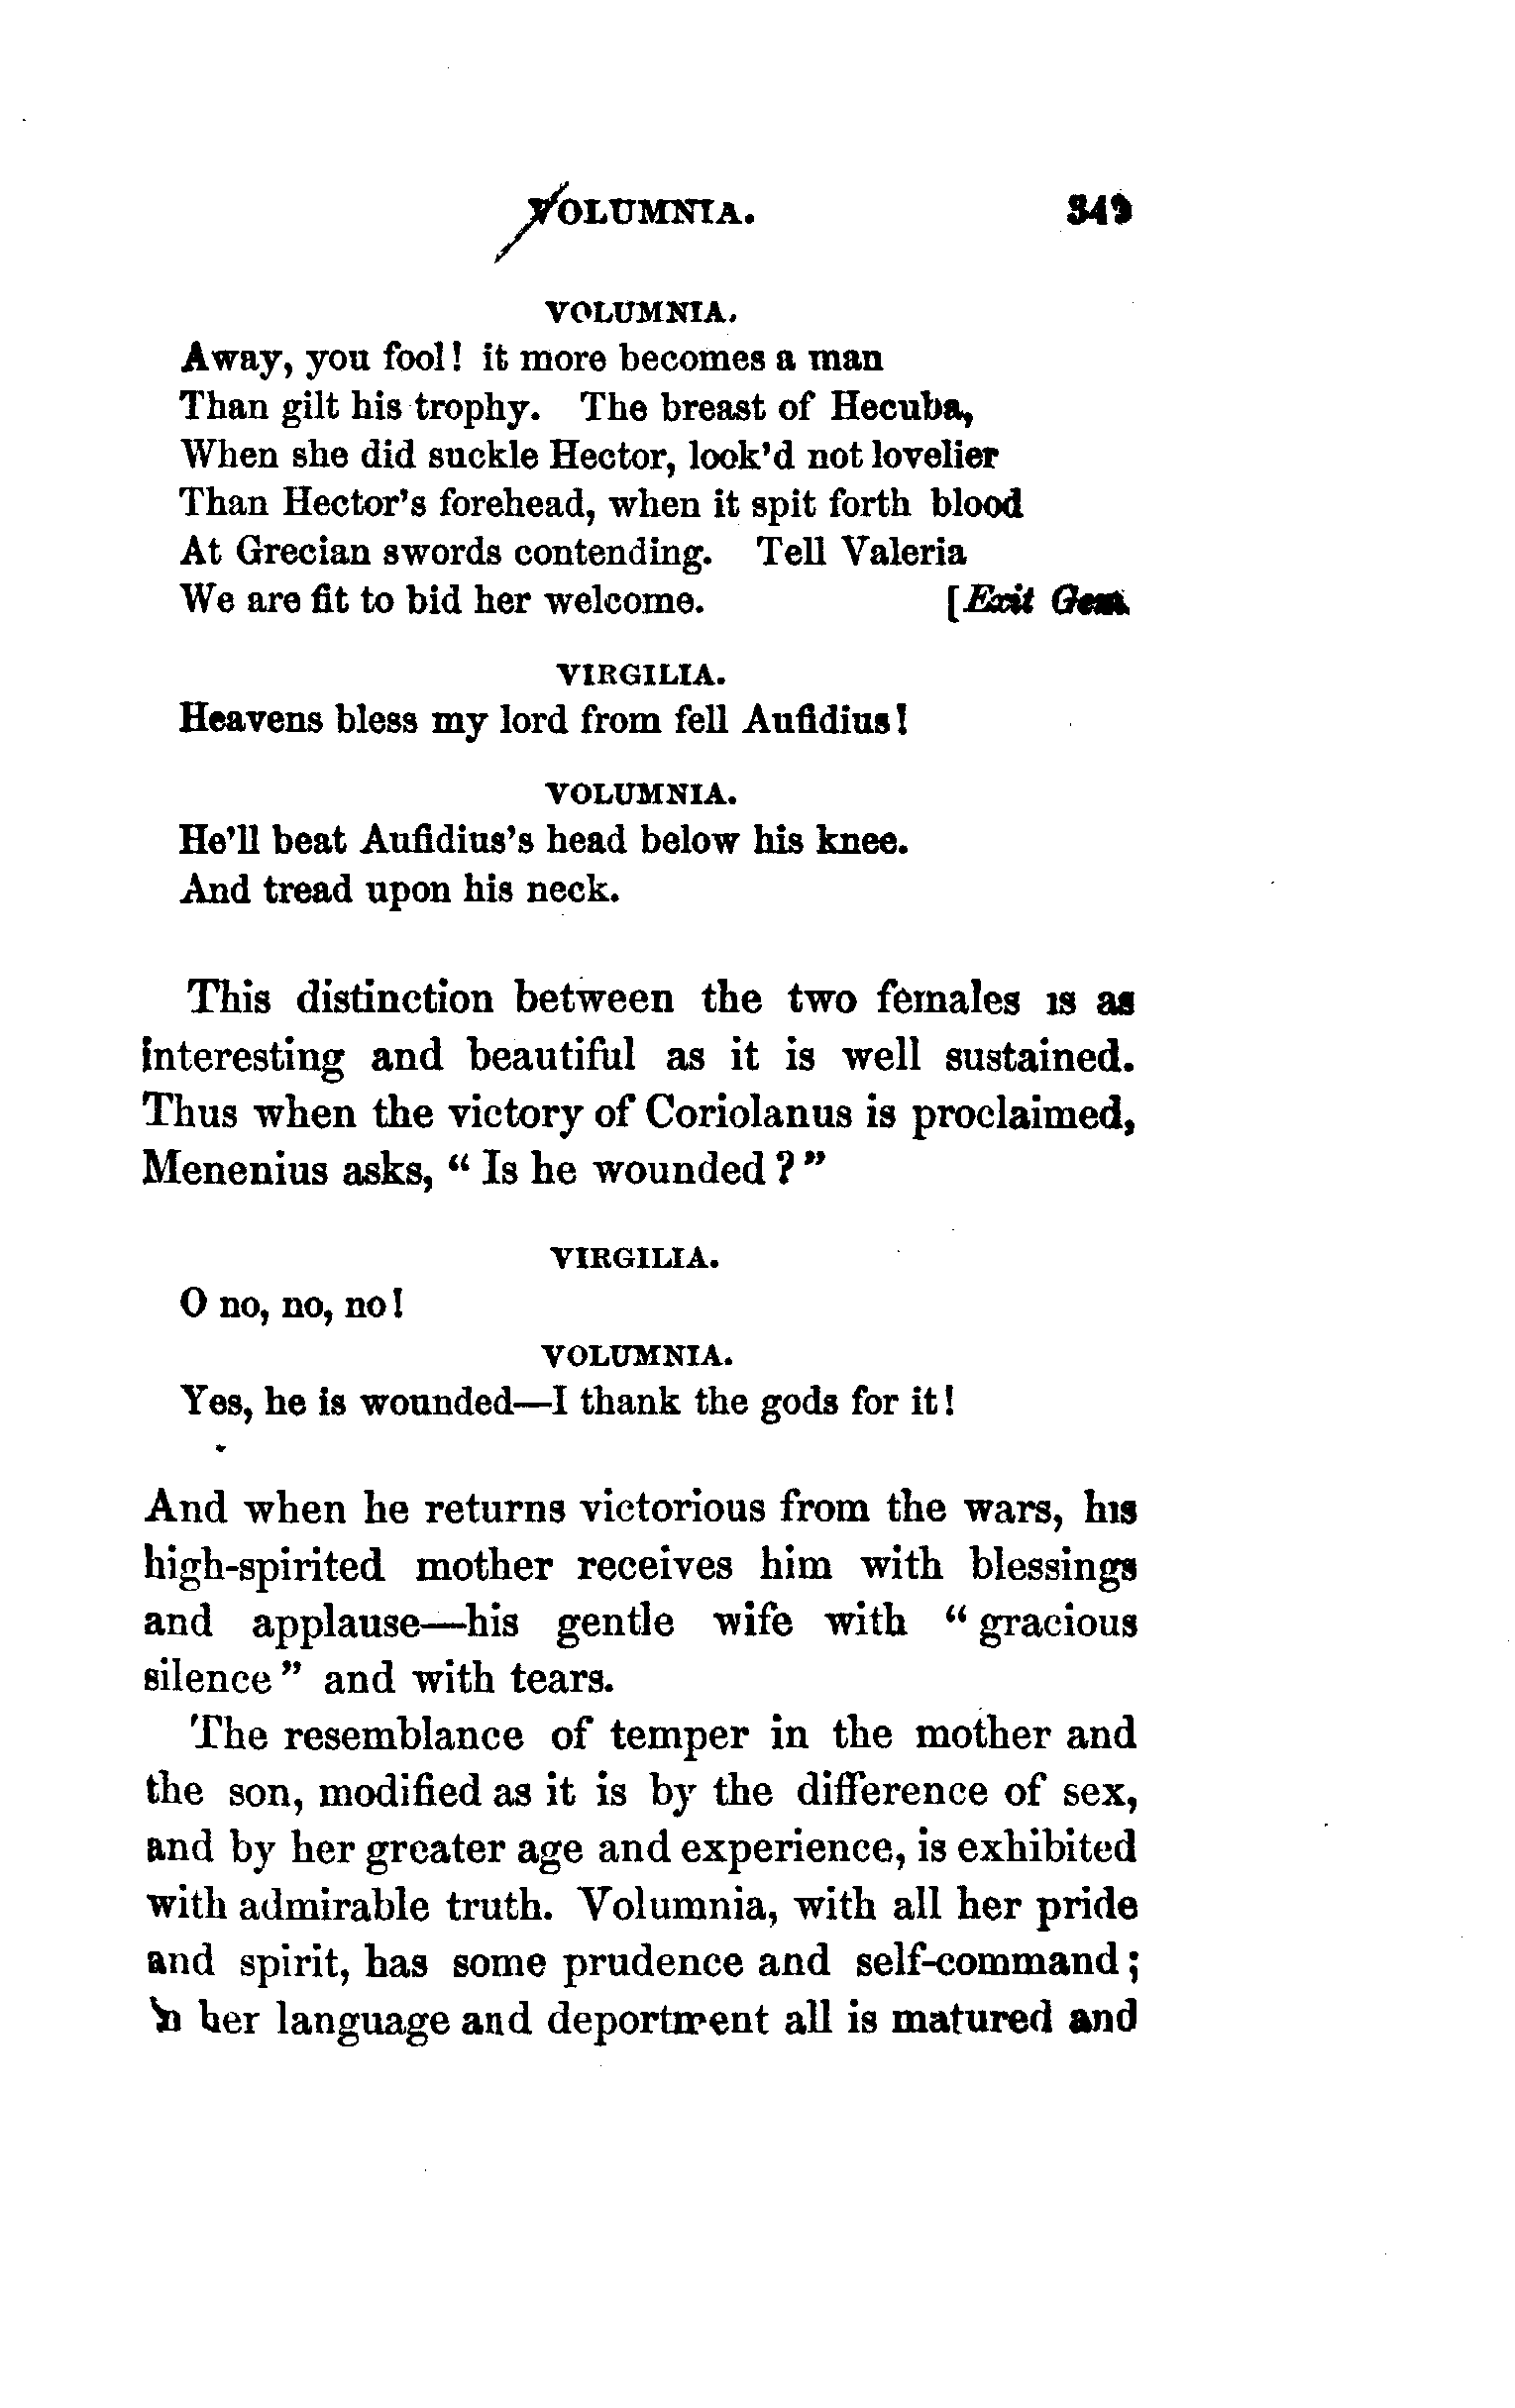 VOLUMNIA. 349
VOLUMNIA.
Away, you fool! it more becomes a man
Than gilt his trophy. The breast of Hecuba,
When she did suckle Hector, look'd not lovelier
Than Hector's forehead, when it spit forth blood
At Grecian swords contending. Tell Valeria
We are fit to bid her welcome. [Exit Gent.
VIRGILIA.
Heavens bless my lord from fell Aufidius!
VOLUMNIA.
He'll beat Aufidius's head below his knee.
And tread upon his neck.
This distinction between the two females is as
interesting and beautiful as it is well sustained.
Thus when the victory of Coriolanus is proclaimed,
Menenius asks, "Is he wounded?"
VIRGILIA.
O no, no, no!
VOLUMNIA.
Yes, he is wounded—I thank the gods for it!
And when he returns victorious from the wars, his
high-spirited mother receives him with blessings
and applause—his gentle wife with "gracious
silence" and with tears.
The resemblance of temper in the mother and
the son, modified as it is by the difference of sex,
and by her greater age and experience, is exhibited
with admirable truth. Volumnia, with all her pride
and spirit, has some prudence and self-command;
in her language and deportment all is matured and